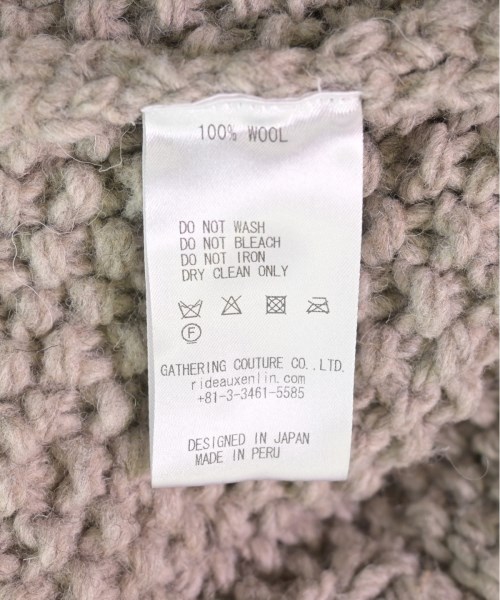 100% WOOL
DO NOT WASH
DO NOT BLEACH
DO NOT IRON
DRY CLEAN ONLY
F
GATHERING COUTURE CO.,LTD.
rideauxenlin.com
+81-3-3461-5585
DESIGNED IN JAPAN
MADE IN PERU